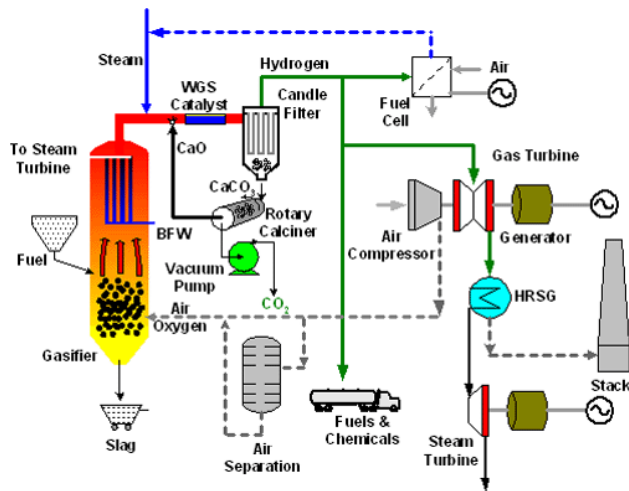 Steam
WGS
Catalyst
Hydrogen
Candle
Filter
Air
Fuel
Cell
To Steam
Turbine
CaO
CaCO3
Rotary
Calciner
Gas Turbine
BFW
Fuel
Vacuum
Pump
CO2
Air
Compressor
Generator
HRSG
Air
Oxygen
Gasifier
Stack
Slag
Air
Separation
Fuels &
Chemicals
Steam
Turbine